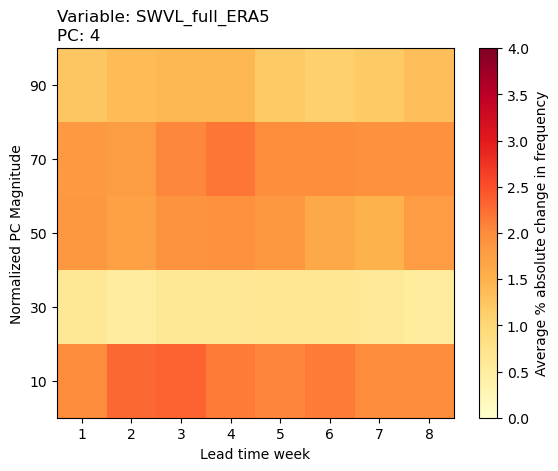 Variable: SWVL_full_ERA5
PC: 4
Normalized PC Magnitude
90
70
50
30
10
1 2 3 4 5 6 7 8
Lead time week
4.0
3.5
3.0
2.5
2.0
1.5
1.0
0.5
0.0
Average % absolute change in frequency